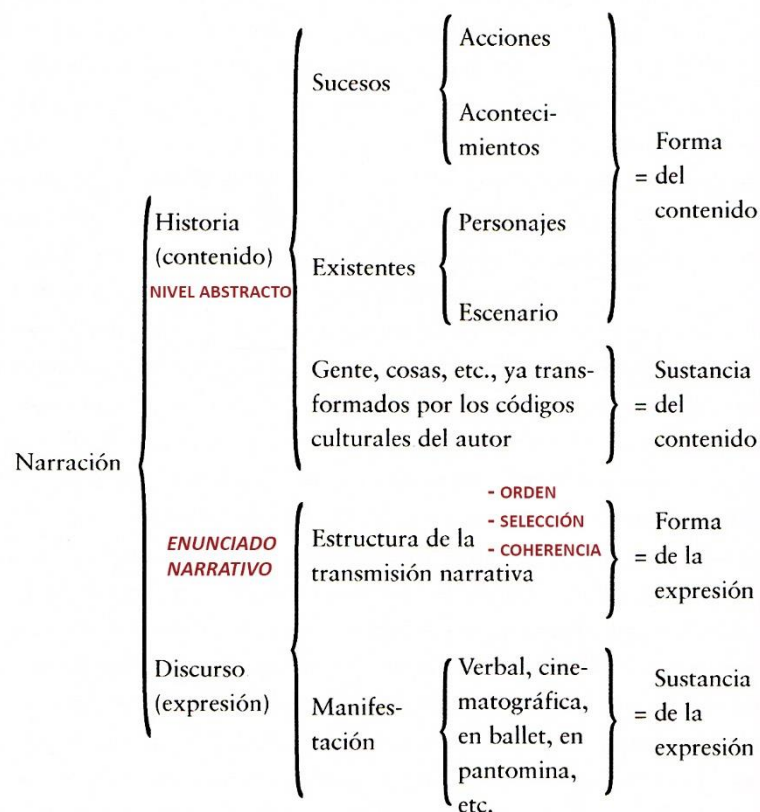 Acciones
Sucesos
Aconteci-
mientos
Forma
= del
contenido
Historia
(contenido)
NIVEL ABSTRACTO
Personajes
Existentes
Escenario
Gente, cosas, etc., ya trans-
formados por los códigos
culturales del autor
Sustancia
= del
contenido
Narración
- ORDEN
- SELECCIÓN
- COHERENCIA
ENUNCIADO
NARRATIVO
Estructura de la
transmisión narrativa
Forma
= de la
expresión
Discurso
(expresión)
Manifes-
tación
Verbal, cine-
matográfica,
en ballet, en
pantomina,
etc.
Sustancia
= de la
expresión